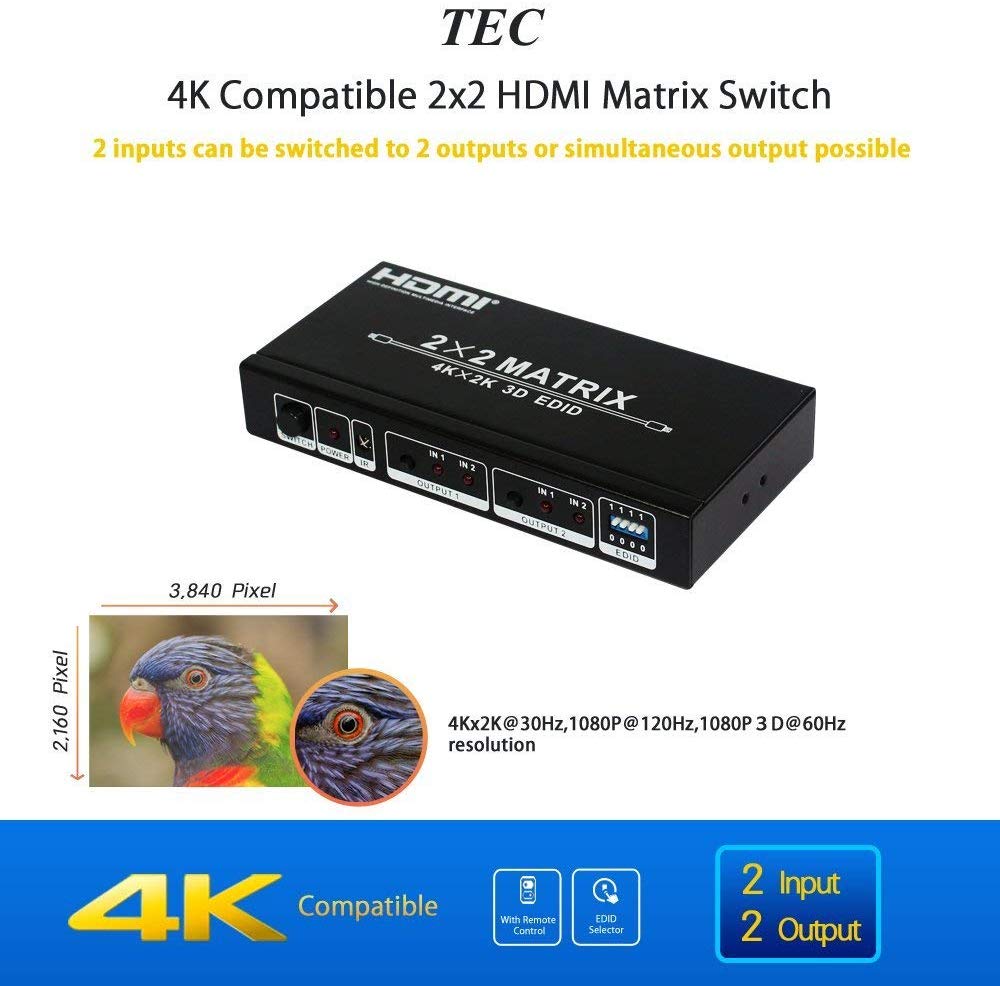 TEC
4K Compatible 2x2 HDMI Matrix Switch
2 inputs can be switched to 2 outputs or simultaneous output possible
HDMI®
HIGH-DEFINITION MULTIMEDIA INTERFACE
2×2 MATRIX
4K×2K 3D EDID
SWITCH
POWER
IR
IN 1 IN 2
OUTPUT 1
IN 1 IN 2
OUTPUT 2
1 1 1 1
0 0 0 0
EDID
3,840 Pixel
2,160 Pixel
4Kx2K@30Hz,1080P@120Hz,1080P 3 D@60Hz
resolution
4K Compatible
With Remote
Control
EDID
Selector
2 Input
2 Output